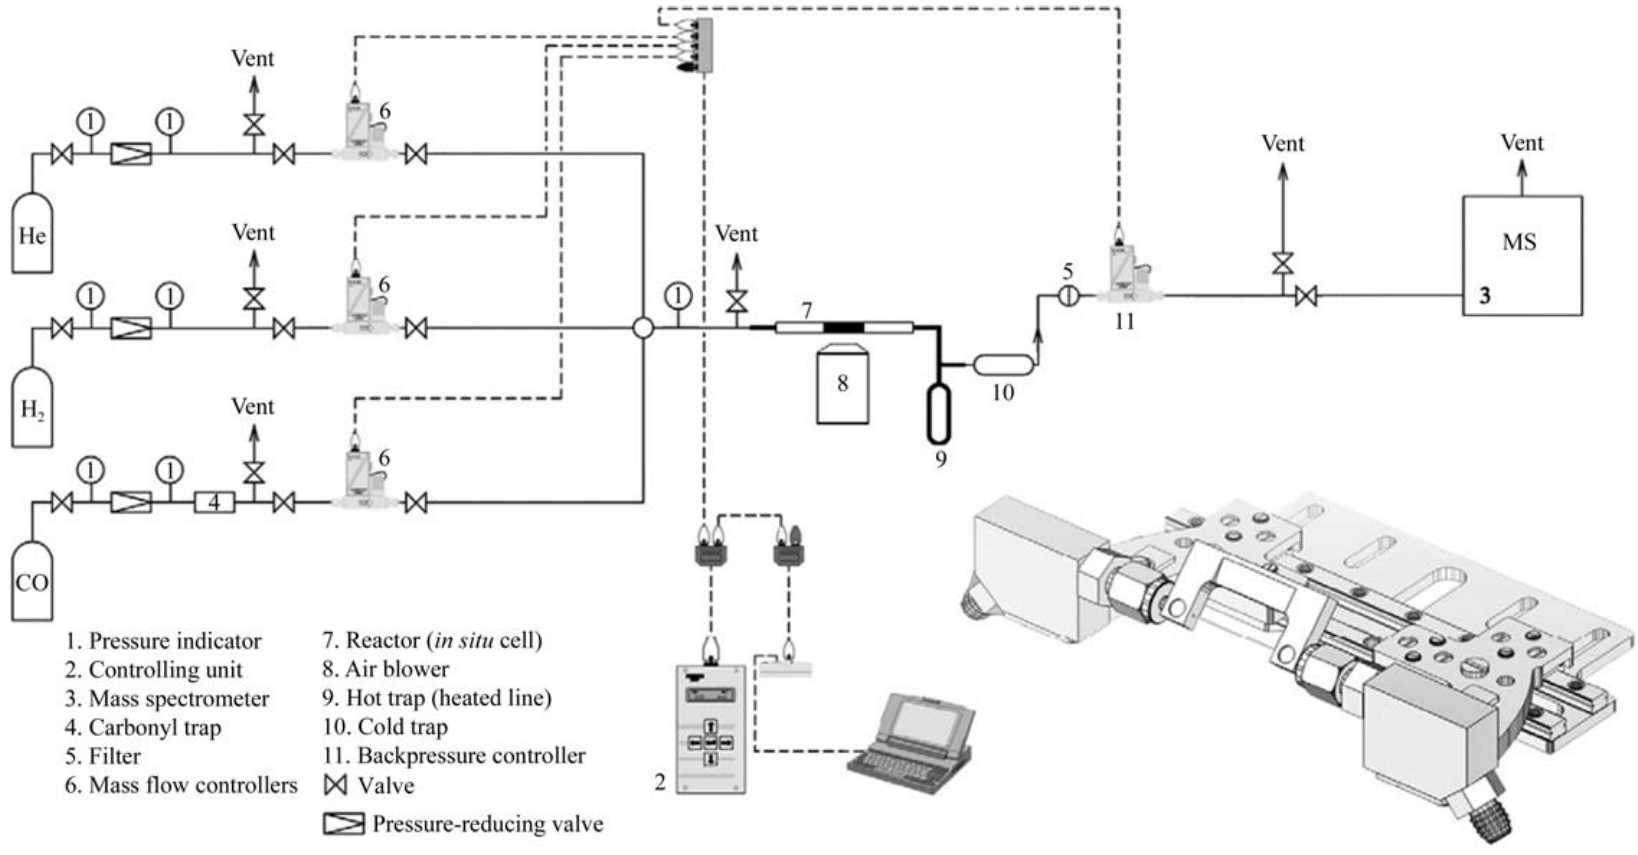 Vent
1
1
6
He
Vent
1
1
6
H₂
Vent
1
1
4
6
CO
1
Vent
7
8
9
10
5
11
Vent
Vent
MS
3
2
1. Pressure indicator
2. Controlling unit
3. Mass spectrometer
4. Carbonyl trap
5. Filter
6. Mass flow controllers
7. Reactor (in situ cell)
8. Air blower
9. Hot trap (heated line)
10. Cold trap
11. Backpressure controller
Valve
Pressure-reducing valve